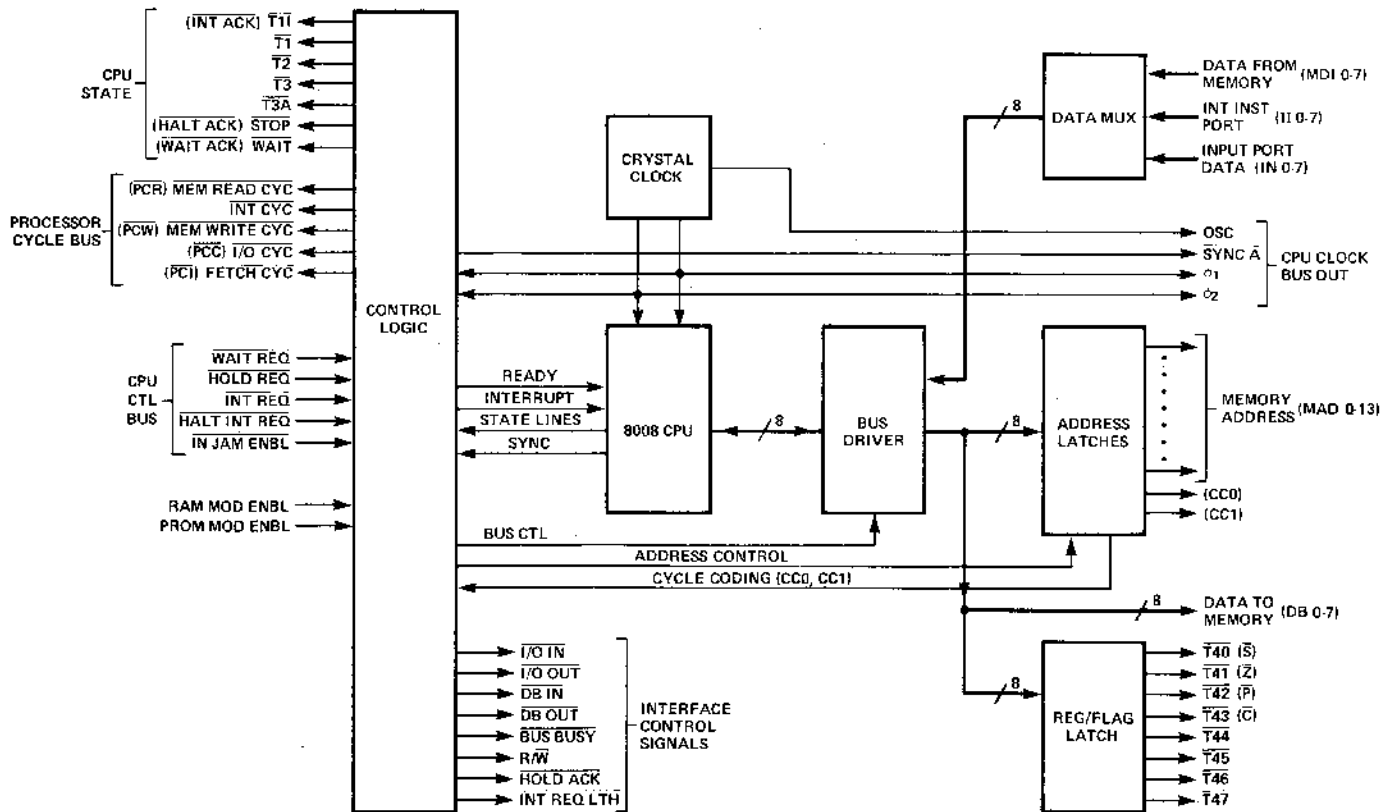 (INT ACK) T1I
T1
T2
T3
T3A
(HALT ACK) STOP
(WAIT ACK) WAIT
CPU
STATE
(PCR) MEM READ CYC
INT CYC
(PCW) MEM WRITE CYC
(PCC) I/O CYC
(PCI) FETCH CYC
PROCESSOR
CYCLE BUS
WAIT REQ
HOLD REQ
INT REQ
HALT INT REQ
IN JAM ENBL
CPU
CTL
BUS
RAM MOD ENBL
PROM MOD ENBL
CONTROL
LOGIC
CRYSTAL
CLOCK
8
DATA MUX
DATA FROM
MEMORY (MDI 0-7)
INT INST
PORT (II 0-7)
INPUT PORT
DATA (IN 0-7)
OSC
SYNC A
φ1
φ2
CPU CLOCK
BUS OUT
READY
INTERRUPT
STATE LINES
SYNC
8008 CPU
8
BUS
DRIVER
8
ADDRESS
LATCHES
MEMORY
ADDRESS (MAD 0-13)
(CC0)
(CC1)
BUS CTL
ADDRESS CONTROL
CYCLE CODING (CC0, CC1)
8
DATA TO
MEMORY (DB 0-7)
I/O IN
I/O OUT
DB IN
DB OUT
BUS BUSY
R/W
HOLD ACK
INT REQ LTH
INTERFACE
CONTROL
SIGNALS
8
REG/FLAG
LATCH
T40 (S)
T41 (Z)
T42 (P)
T43 (C)
T44
T45
T46
T47